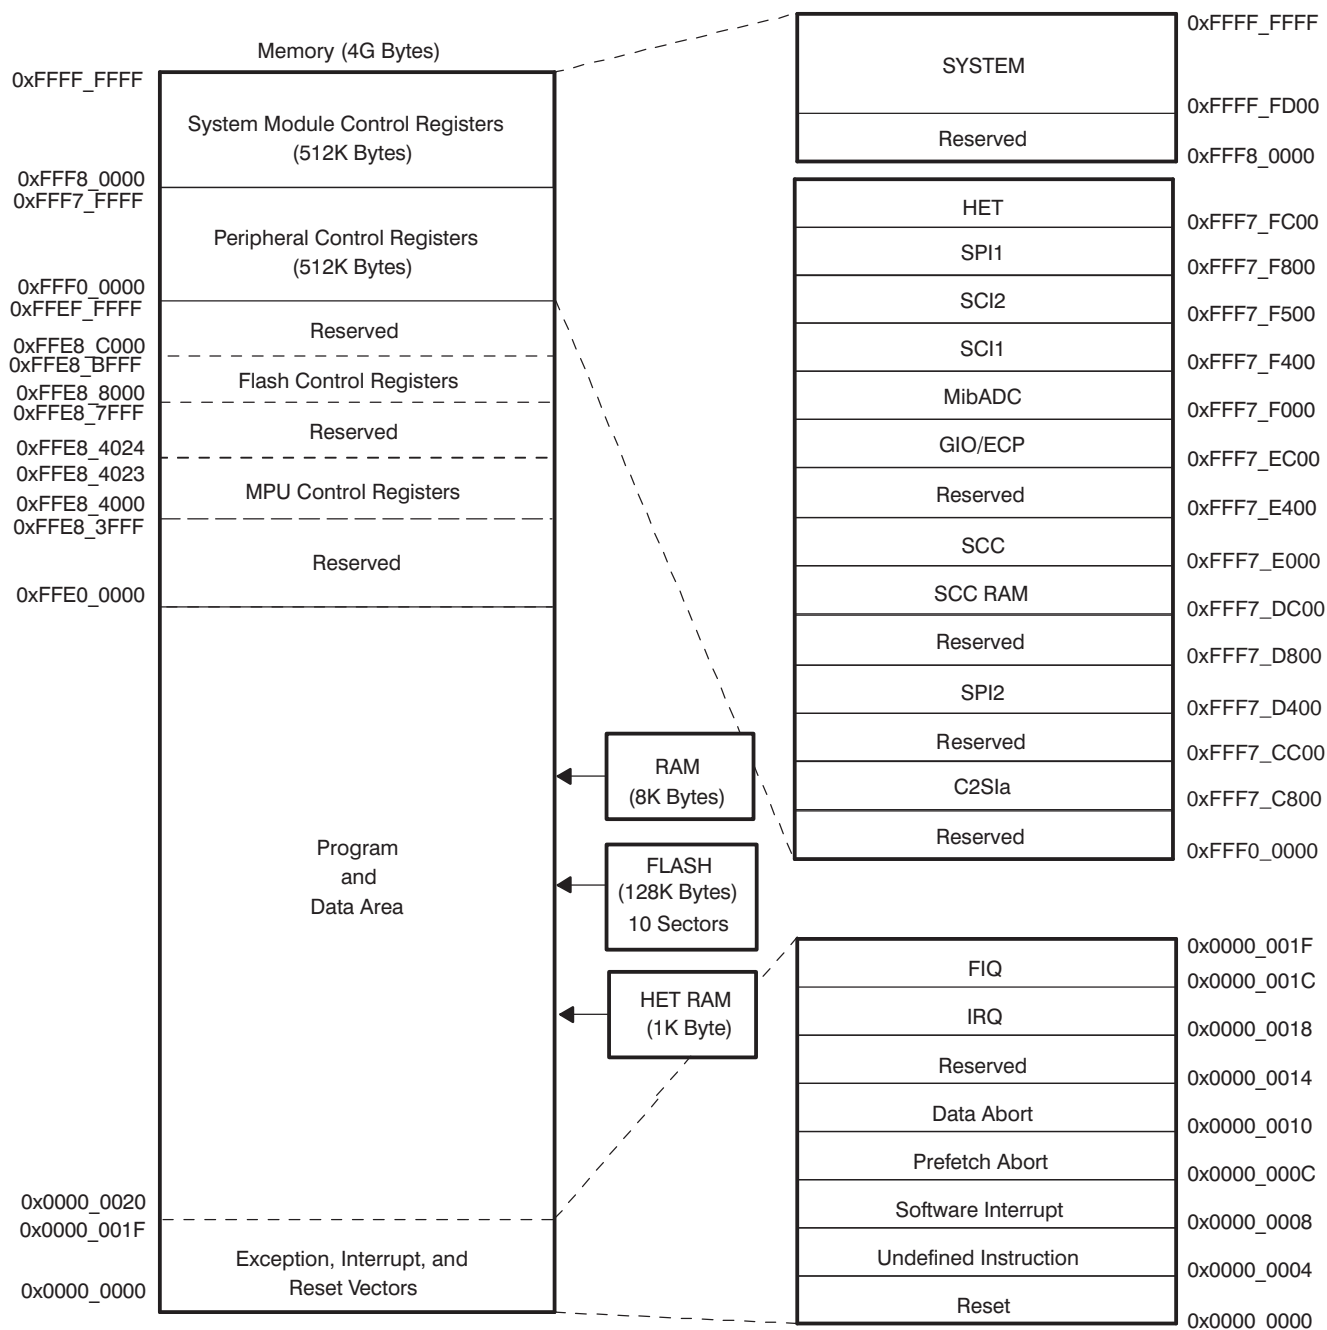 Memory (4G Bytes)
0xFFFF_FFFF
System Module Control Registers
(512K Bytes)
0xFFF8_0000
0xFFF7_FFFF
Peripheral Control Registers
(512K Bytes)
0xFFF0_0000
0xFFEF_FFFF
Reserved
0xFFE8_C000
0xFFE8_BFFF
Flash Control Registers
0xFFE8_8000
0xFFE8_7FFF
Reserved
0xFFE8_4024
0xFFE8_4023
MPU Control Registers
0xFFE8_4000
0xFFE8_3FFF
Reserved
0xFFE0_0000
Program
and
Data Area
0x0000_0020
0x0000_001F
Exception, Interrupt, and
Reset Vectors
0x0000_0000
RAM
(8K Bytes)
FLASH
(128K Bytes)
10 Sectors
HET RAM
(1K Byte)
0xFFFF_FFFF
SYSTEM
0xFFFF_FD00
Reserved
0xFFF8_0000
HET
0xFFF7_FC00
SPI1
0xFFF7_F800
SCI2
0xFFF7_F500
SCI1
0xFFF7_F400
MibADC
0xFFF7_F000
GIO/ECP
0xFFF7_EC00
Reserved
0xFFF7_E400
SCC
0xFFF7_E000
SCC RAM
0xFFF7_DC00
Reserved
0xFFF7_D800
SPI2
0xFFF7_D400
Reserved
0xFFF7_CC00
C2SIa
0xFFF7_C800
Reserved
0xFFF0_0000
0x0000_001F
FIQ
0x0000_001C
IRQ
0x0000_0018
Reserved
0x0000_0014
Data Abort
0x0000_0010
Prefetch Abort
0x0000_000C
Software Interrupt
0x0000_0008
Undefined Instruction
0x0000_0004
Reset
0x0000_0000